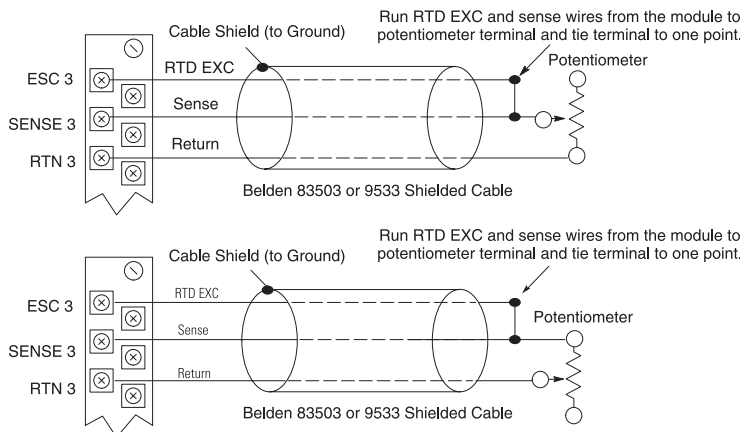 Run RTD EXC and sense wires from the module to
potentiometer terminal and tie terminal to one point.
Cable Shield (to Ground)
Potentiometer
RTD EXC
ESC 3
Sense
SENSE 3
Return
RTN 3
Belden 83503 or 9533 Shielded Cable
Run RTD EXC and sense wires from the module to
potentiometer terminal and tie terminal to one point.
Cable Shield (to Ground)
RTD EXC
ESC 3
Potentiometer
Sense
SENSE 3
Return
RTN 3
Belden 83503 or 9533 Shielded Cable